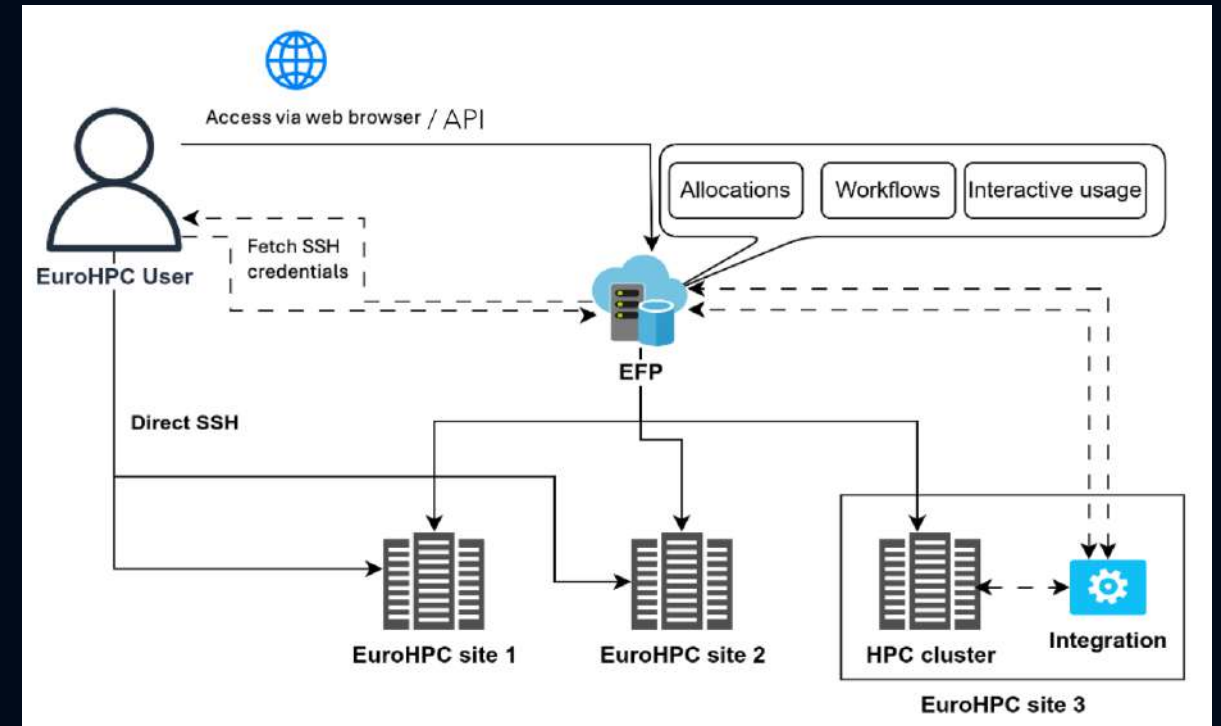 Access via web browser / API
Allocations
Workflows
Interactive usage
Fetch SSH
credentials
EuroHPC User
EFP
Direct SSH
EuroHPC site 1
EuroHPC site 2
HPC cluster
Integration
EuroHPC site 3